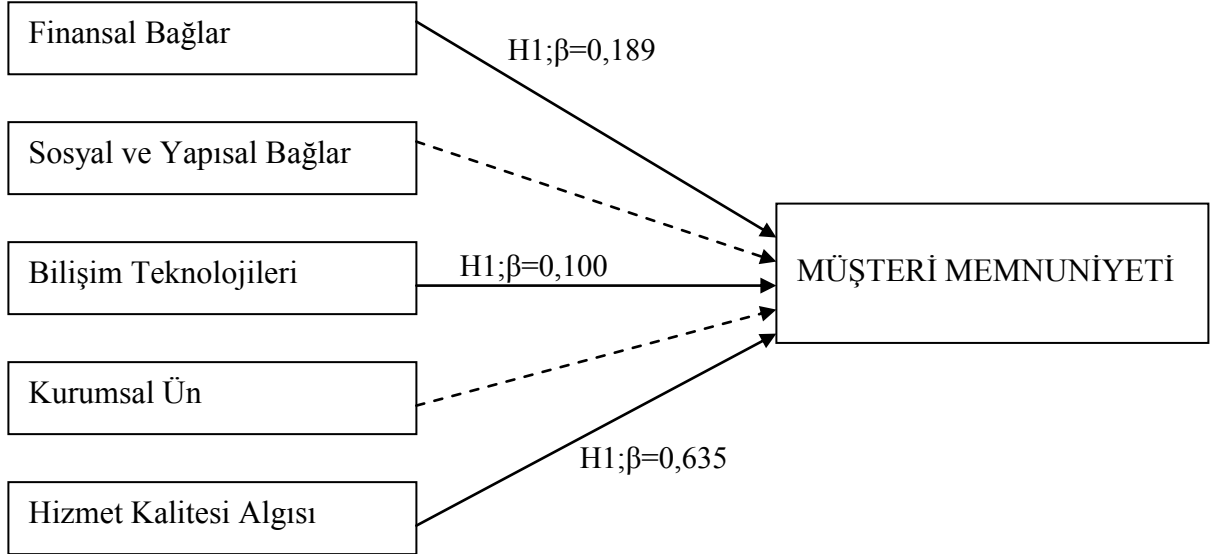 Finansal Bağlar
H1;β=0,189
Sosyal ve Yapısal Bağlar
Bilişim Teknolojileri
H1;β=0,100
MÜŞTERİ MEMNUNİYETİ
Kurumsal Ün
H1;β=0,635
Hizmet Kalitesi Algısı